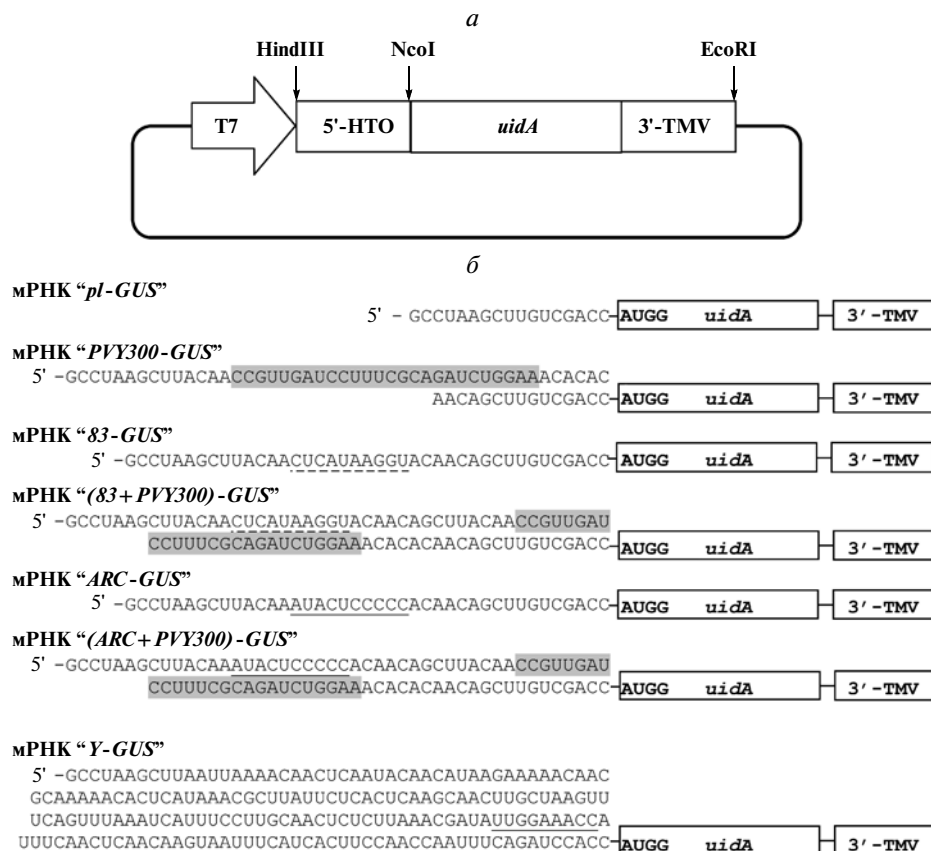 а
HindIII NcoI EcoRI
T7 5'-НТО uidA 3'-TMV
б
мРНК “pl-GUS”
5' - GCCUAAGCUUGUCGACC-AUGG uidA 3′-TMV
мРНК “PVY300-GUS”
5' -GCCUAAGCUUACAACCGUUGAUCCUUUCGCAGAUCUGGAAACACAC
AACAGCUUGUCGACC-AUGG uidA 3′-TMV
мРНК “83-GUS”
5' -GCCUAAGCUUACAACUCAUAAGGUACAACAGCUUGUCGACC-AUGG uidA 3′-TMV
мРНК “(83+PVY300)-GUS”
5' -GCCUAAGCUUACAACUCAUAAGGUACAACAGCUUACAACCGUUGAU
CCUUUCGCAGAUCUGGAAACACACAACAGCUUGUCGACC-AUGG uidA 3′-TMV
мРНК “ARC-GUS”
5' -GCCUAAGCUUACAAAUACUCCCCCACAACAGCUUGUCGACC-AUGG uidA 3′-TMV
мРНК “(ARC+PVY300)-GUS”
5' -GCCUAAGCUUACAAAUACUCCCCCACAACAGCUUACAACCGUUGAU
CCUUUCGCAGAUCUGGAAACACACAACAGCUUGUCGACC-AUGG uidA 3′-TMV
мРНК “Y-GUS”
5' -GCCUAAGCUUAAUUAAAACAACUCAAUACAACAUAAGAAAAACAAC
GCAAAAACACUCAUAAACGCUUAUUCUCACUCAAGCAACUUGCUAAGUU
UCAGUUUAAAUCAUUUCCUUGCAACUCUCUUAAACGAUAUUGGAAACCA
UUUCAACUCAACAAGUAAUUUCAUCACUUCCAACCAAUUUCAGAUCCACC-AUGG uidA 3′-TMV